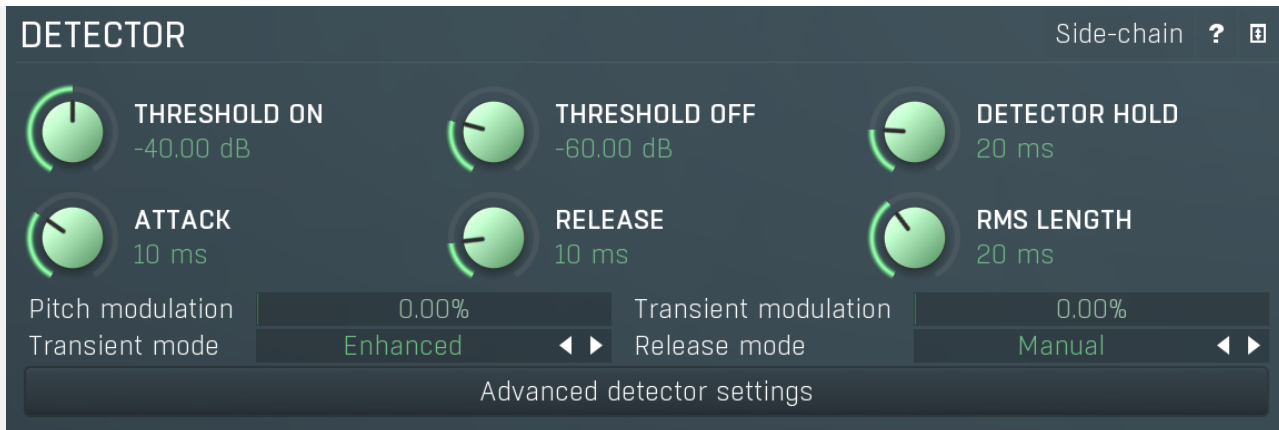 DETECTOR Side-chain ?
THRESHOLD ON THRESHOLD OFF DETECTOR HOLD
-40.00 dB -60.00 dB 20 ms
ATTACK RELEASE RMS LENGTH
10 ms 10 ms 20 ms
Pitch modulation 0.00% Transient modulation 0.00%
Transient mode Enhanced Release mode Manual
Advanced detector settings